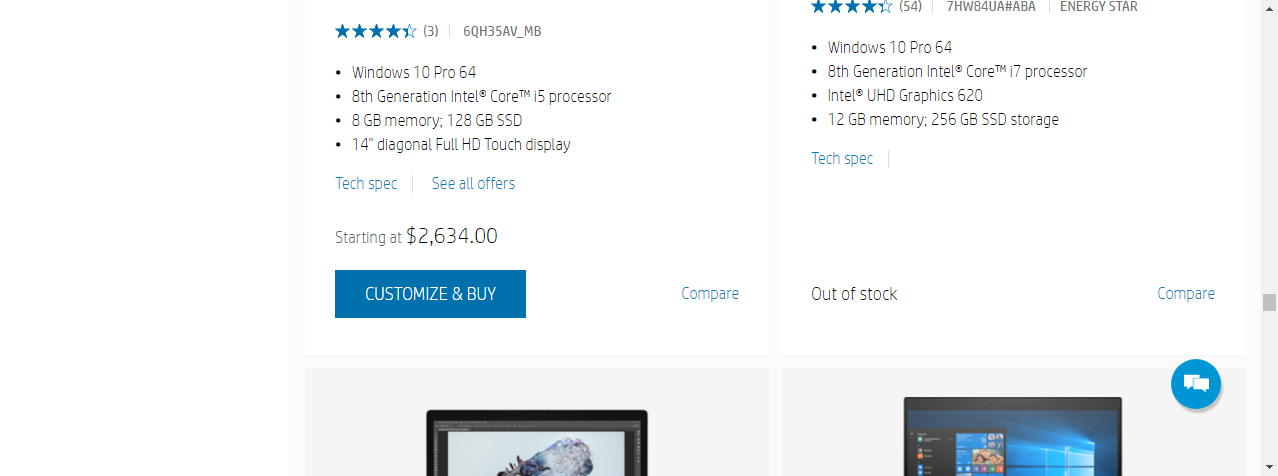 (3) 6QH35AV_MB
Windows 10 Pro 64
8th Generation Intel® Core™ i5 processor
8 GB memory; 128 GB SSD
14" diagonal Full HD Touch display
Tech spec See all offers
Starting at $2,634.00
CUSTOMIZE & BUY Compare
(54) 7HW84UA#ABA ENERGY STAR
Windows 10 Pro 64
8th Generation Intel® Core™ i7 processor
Intel® UHD Graphics 620
12 GB memory; 256 GB SSD storage
Tech spec
Out of stock Compare